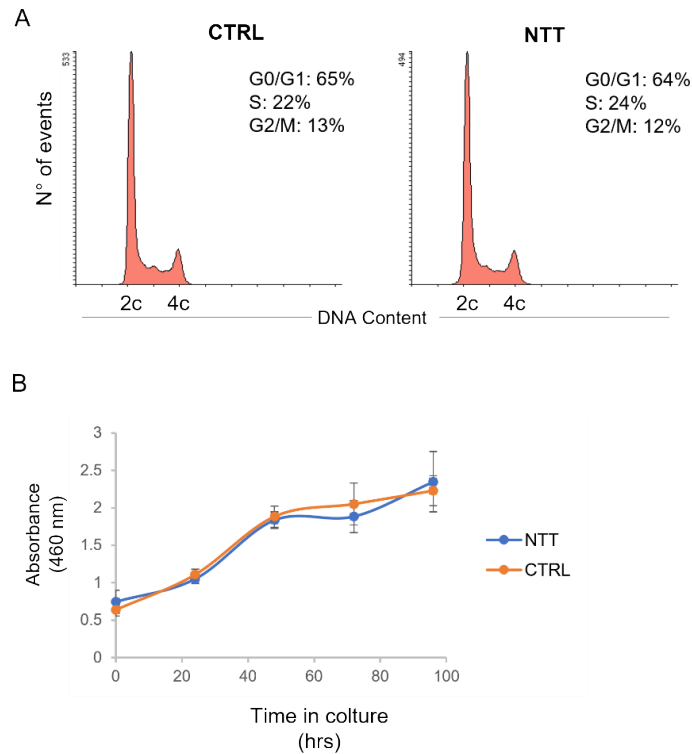 A
CTRL
NTT
533
G0/G1: 65%
S: 22%
G2/M: 13%
494
G0/G1: 64%
S: 24%
G2/M: 12%
N° of events
2c 4c
2c 4c
DNA Content
B
3
2.5
2
1.5
1
0.5
0
Absorbance
(460 nm)
0 20 40 60 80 100
NTT
CTRL
Time in colture
(hrs)